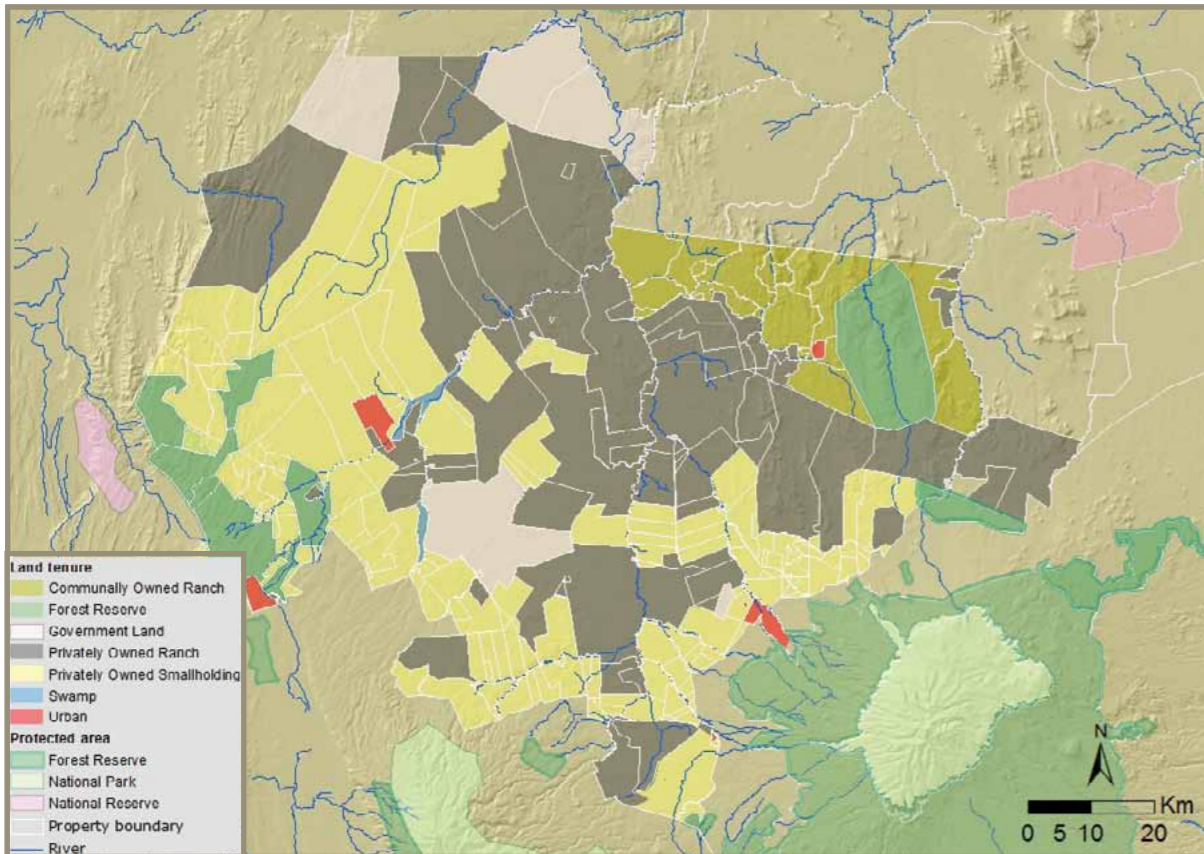 Land tenure
Communally Owned Ranch
Forest Reserve
Government Land
Privately Owned Ranch
Privately Owned Smallholding
Swamp
Urban
Protected area
Forest Reserve
National Park
National Reserve
Property boundary
River
N
Km
0 5 10 20